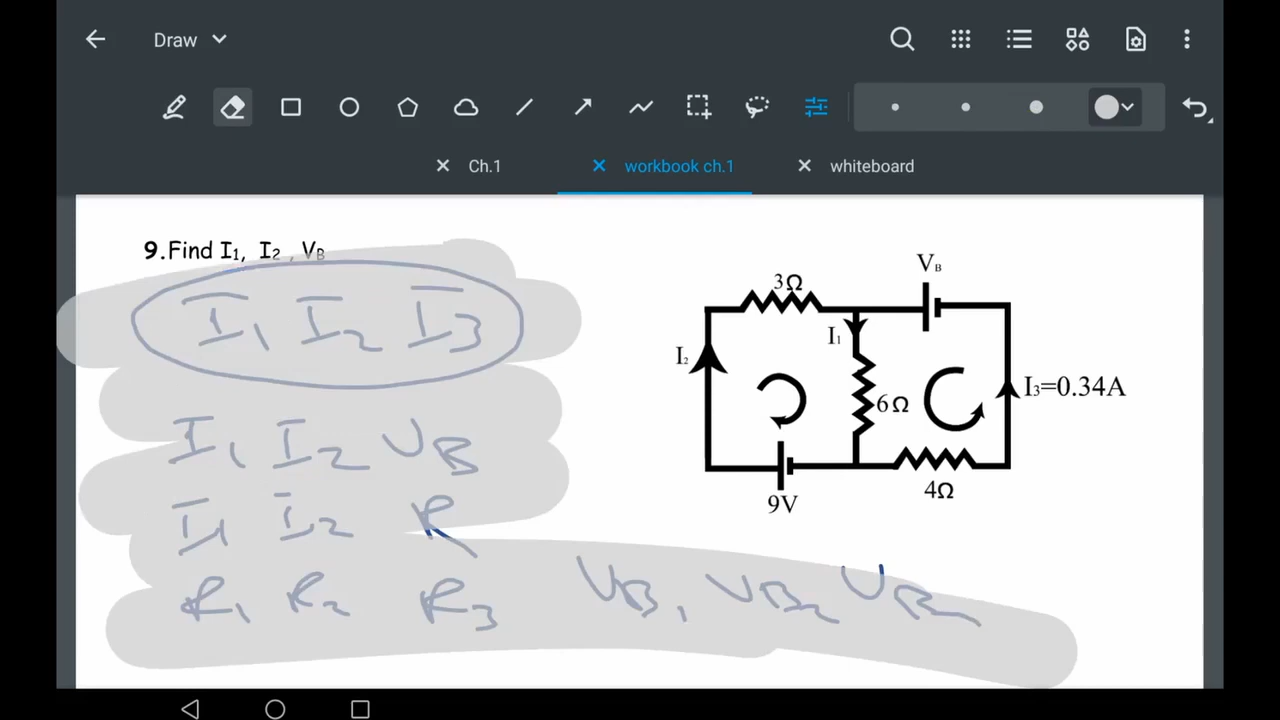 Draw
Ch.1
workbook ch.1
whiteboard
9.Find I₁, I₂ , V_B
I₁ I₂ I₃
I₁ I₂ V_B
I₁ I₂ R
R₁ R₂ R₃ V_B₁ V_B₂ V_B
V_B
3Ω
I₁
I₂
6Ω
I₃=0.34A
4Ω
9V